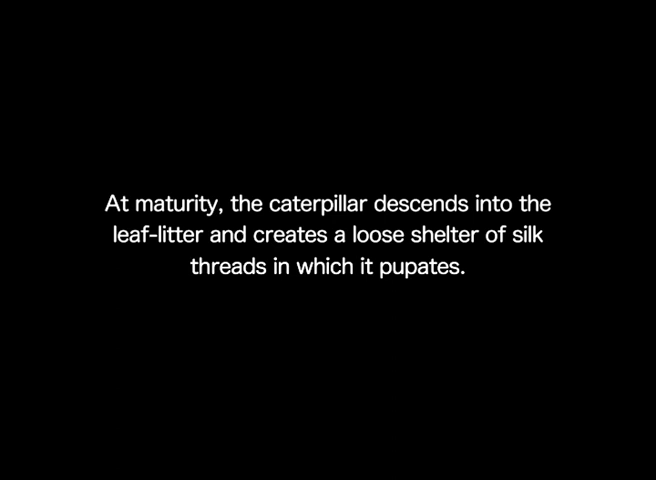 At maturity, the caterpillar descends into the
leaf-litter and creates a loose shelter of silk
threads in which it pupates.